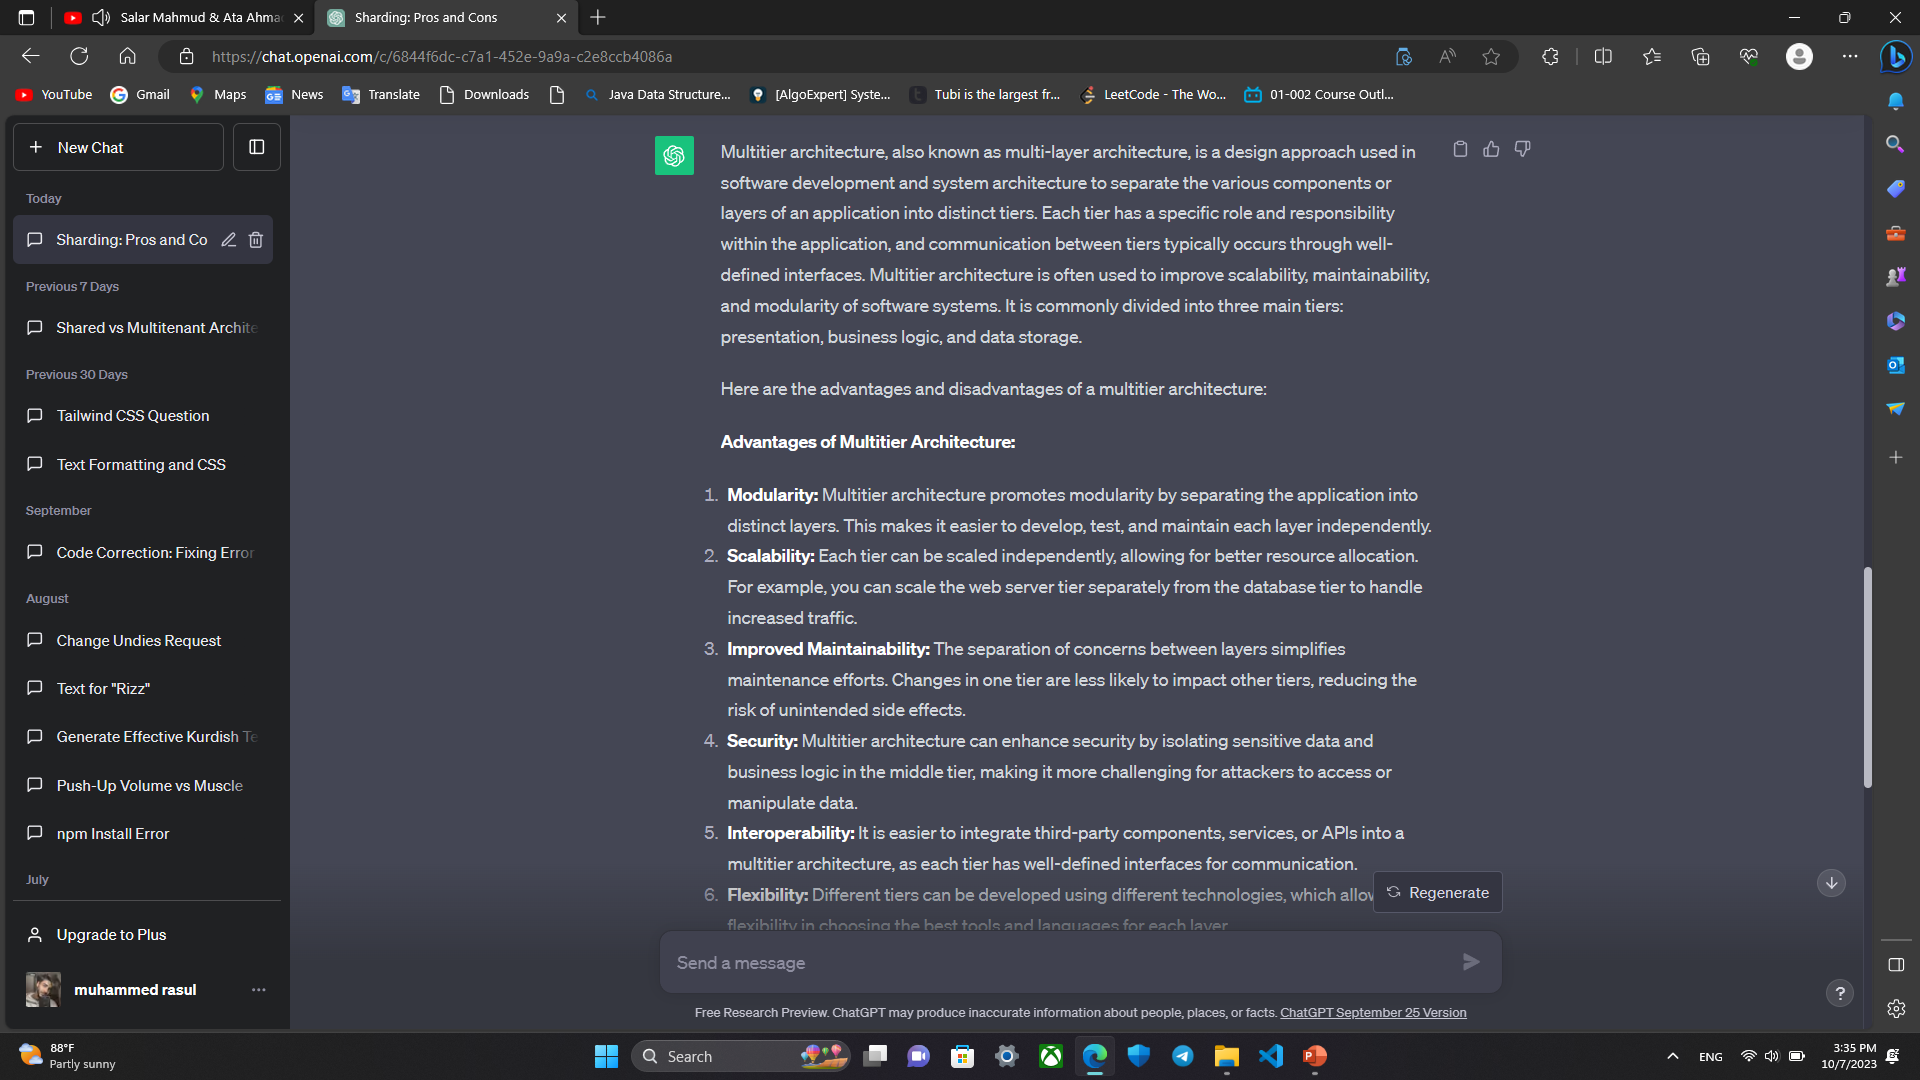 Salar Mahmud & Ata Ahma
Sharding: Pros and Cons
https://chat.openai.com/c/6844f6dc-c7a1-452e-9a9a-c2e8ccb4086a
YouTube
Gmail
Maps
News
Translate
Downloads
Java Data Structure...
[AlgoExpert] Syste...
Tubi is the largest fr...
LeetCode - The Wo...
01-002 Course Outl...
New Chat
Today
Sharding: Pros and Co
Previous 7 Days
Shared vs Multitenant Archite
Previous 30 Days
Tailwind CSS Question
Text Formatting and CSS
September
Code Correction: Fixing Error
August
Change Undies Request
Text for "Rizz"
Generate Effective Kurdish Te
Push-Up Volume vs Muscle
npm Install Error
July
Upgrade to Plus
muhammed rasul
Multitier architecture, also known as multi-layer architecture, is a design approach used in
software development and system architecture to separate the various components or
layers of an application into distinct tiers. Each tier has a specific role and responsibility
within the application, and communication between tiers typically occurs through well-
defined interfaces. Multitier architecture is often used to improve scalability, maintainability,
and modularity of software systems. It is commonly divided into three main tiers:
presentation, business logic, and data storage.
Here are the advantages and disadvantages of a multitier architecture:
Advantages of Multitier Architecture:
1. Modularity: Multitier architecture promotes modularity by separating the application into
distinct layers. This makes it easier to develop, test, and maintain each layer independently.
2. Scalability: Each tier can be scaled independently, allowing for better resource allocation.
For example, you can scale the web server tier separately from the database tier to handle
increased traffic.
3. Improved Maintainability: The separation of concerns between layers simplifies
maintenance efforts. Changes in one tier are less likely to impact other tiers, reducing the
risk of unintended side effects.
4. Security: Multitier architecture can enhance security by isolating sensitive data and
business logic in the middle tier, making it more challenging for attackers to access or
manipulate data.
5. Interoperability: It is easier to integrate third-party components, services, or APIs into a
multitier architecture, as each tier has well-defined interfaces for communication.
6. Flexibility: Different tiers can be developed using different technologies, which allow
flexibility in choosing the best tools and languages for each layer
Regenerate
Send a message
Free Research Preview. ChatGPT may produce inaccurate information about people, places, or facts. ChatGPT September 25 Version
?
88°F
Partly sunny
Search
ENG
3:35 PM
10/7/2023